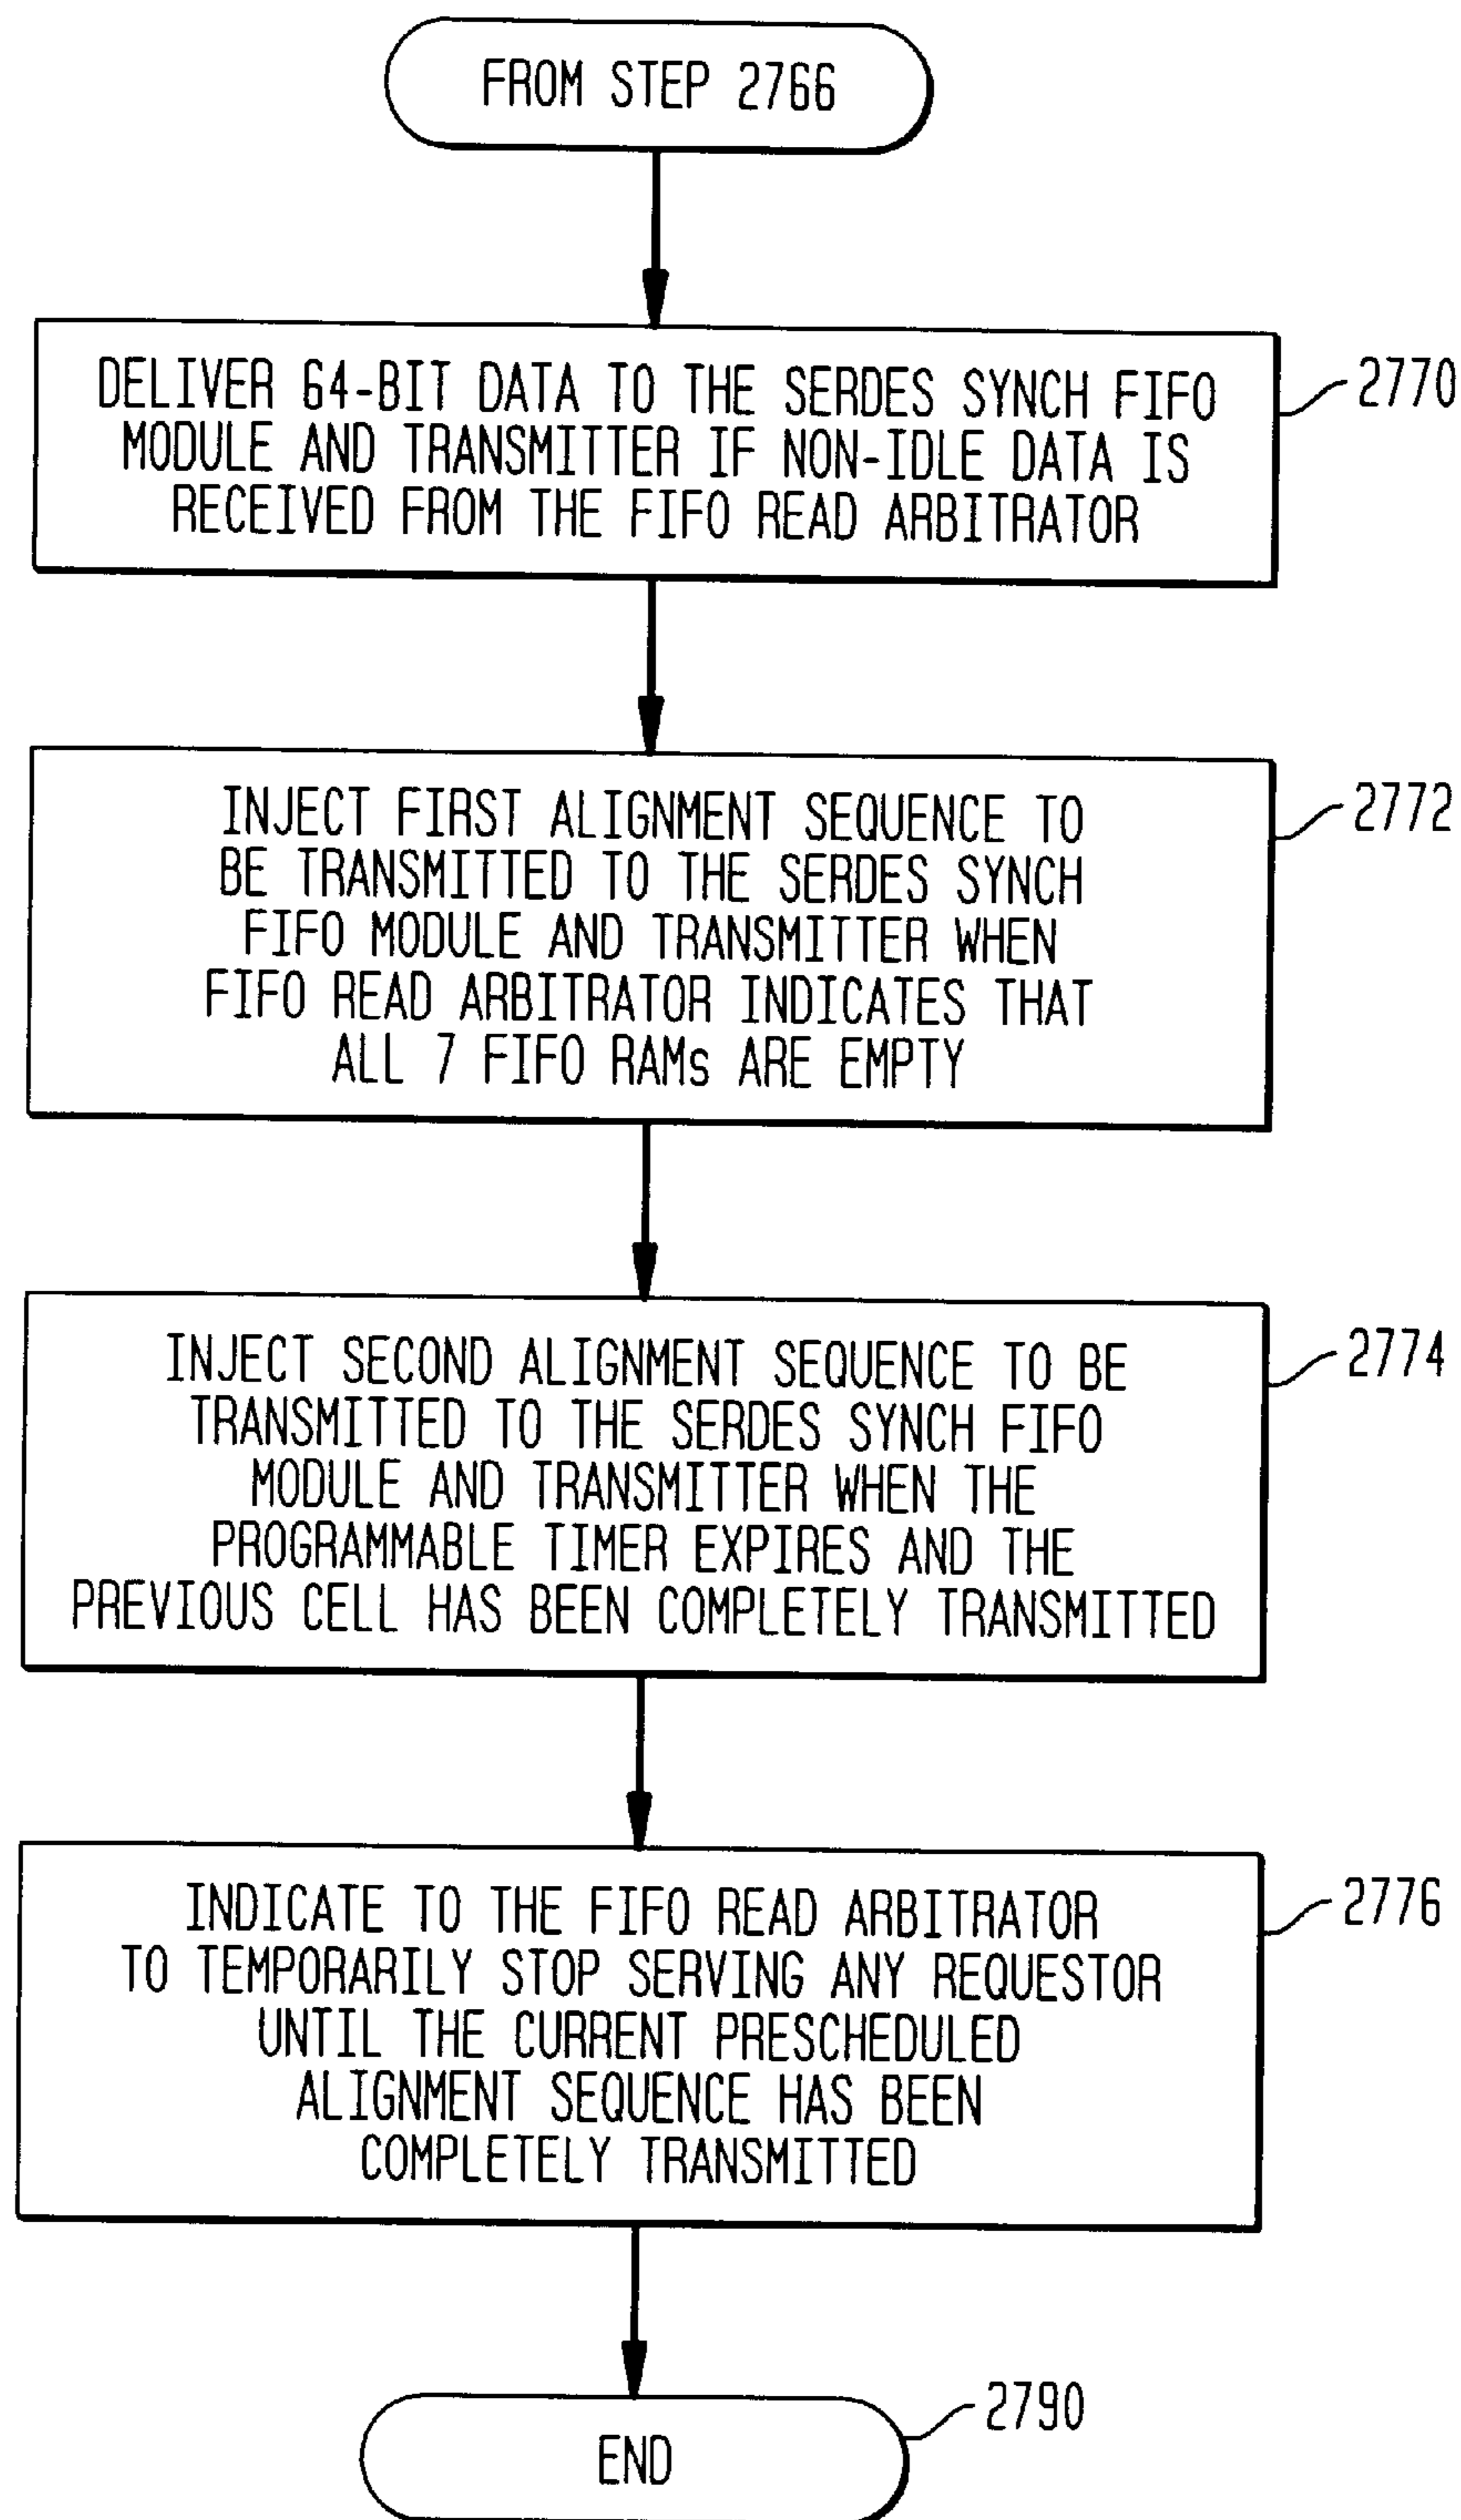 FROM STEP 2766
DELIVER 64-BIT DATA TO THE SERDES SYNCH FIFO
MODULE AND TRANSMITTER IF NON-IDLE DATA IS
RECEIVED FROM THE FIFO READ ARBITRATOR
2770
INJECT FIRST ALIGNMENT SEQUENCE TO
BE TRANSMITTED TO THE SERDES SYNCH
FIFO MODULE AND TRANSMITTER WHEN
FIFO READ ARBITRATOR INDICATES THAT
ALL 7 FIFO RAMs ARE EMPTY
2772
INJECT SECOND ALIGNMENT SEQUENCE TO BE
TRANSMITTED TO THE SERDES SYNCH FIFO
MODULE AND TRANSMITTER WHEN THE
PROGRAMMABLE TIMER EXPIRES AND THE
PREVIOUS CELL HAS BEEN COMPLETELY TRANSMITTED
2774
INDICATE TO THE FIFO READ ARBITRATOR
TO TEMPORARILY STOP SERVING ANY REQUESTOR
UNTIL THE CURRENT PRESCHEDULED
ALIGNMENT SEQUENCE HAS BEEN
COMPLETELY TRANSMITTED
2776
END
2790